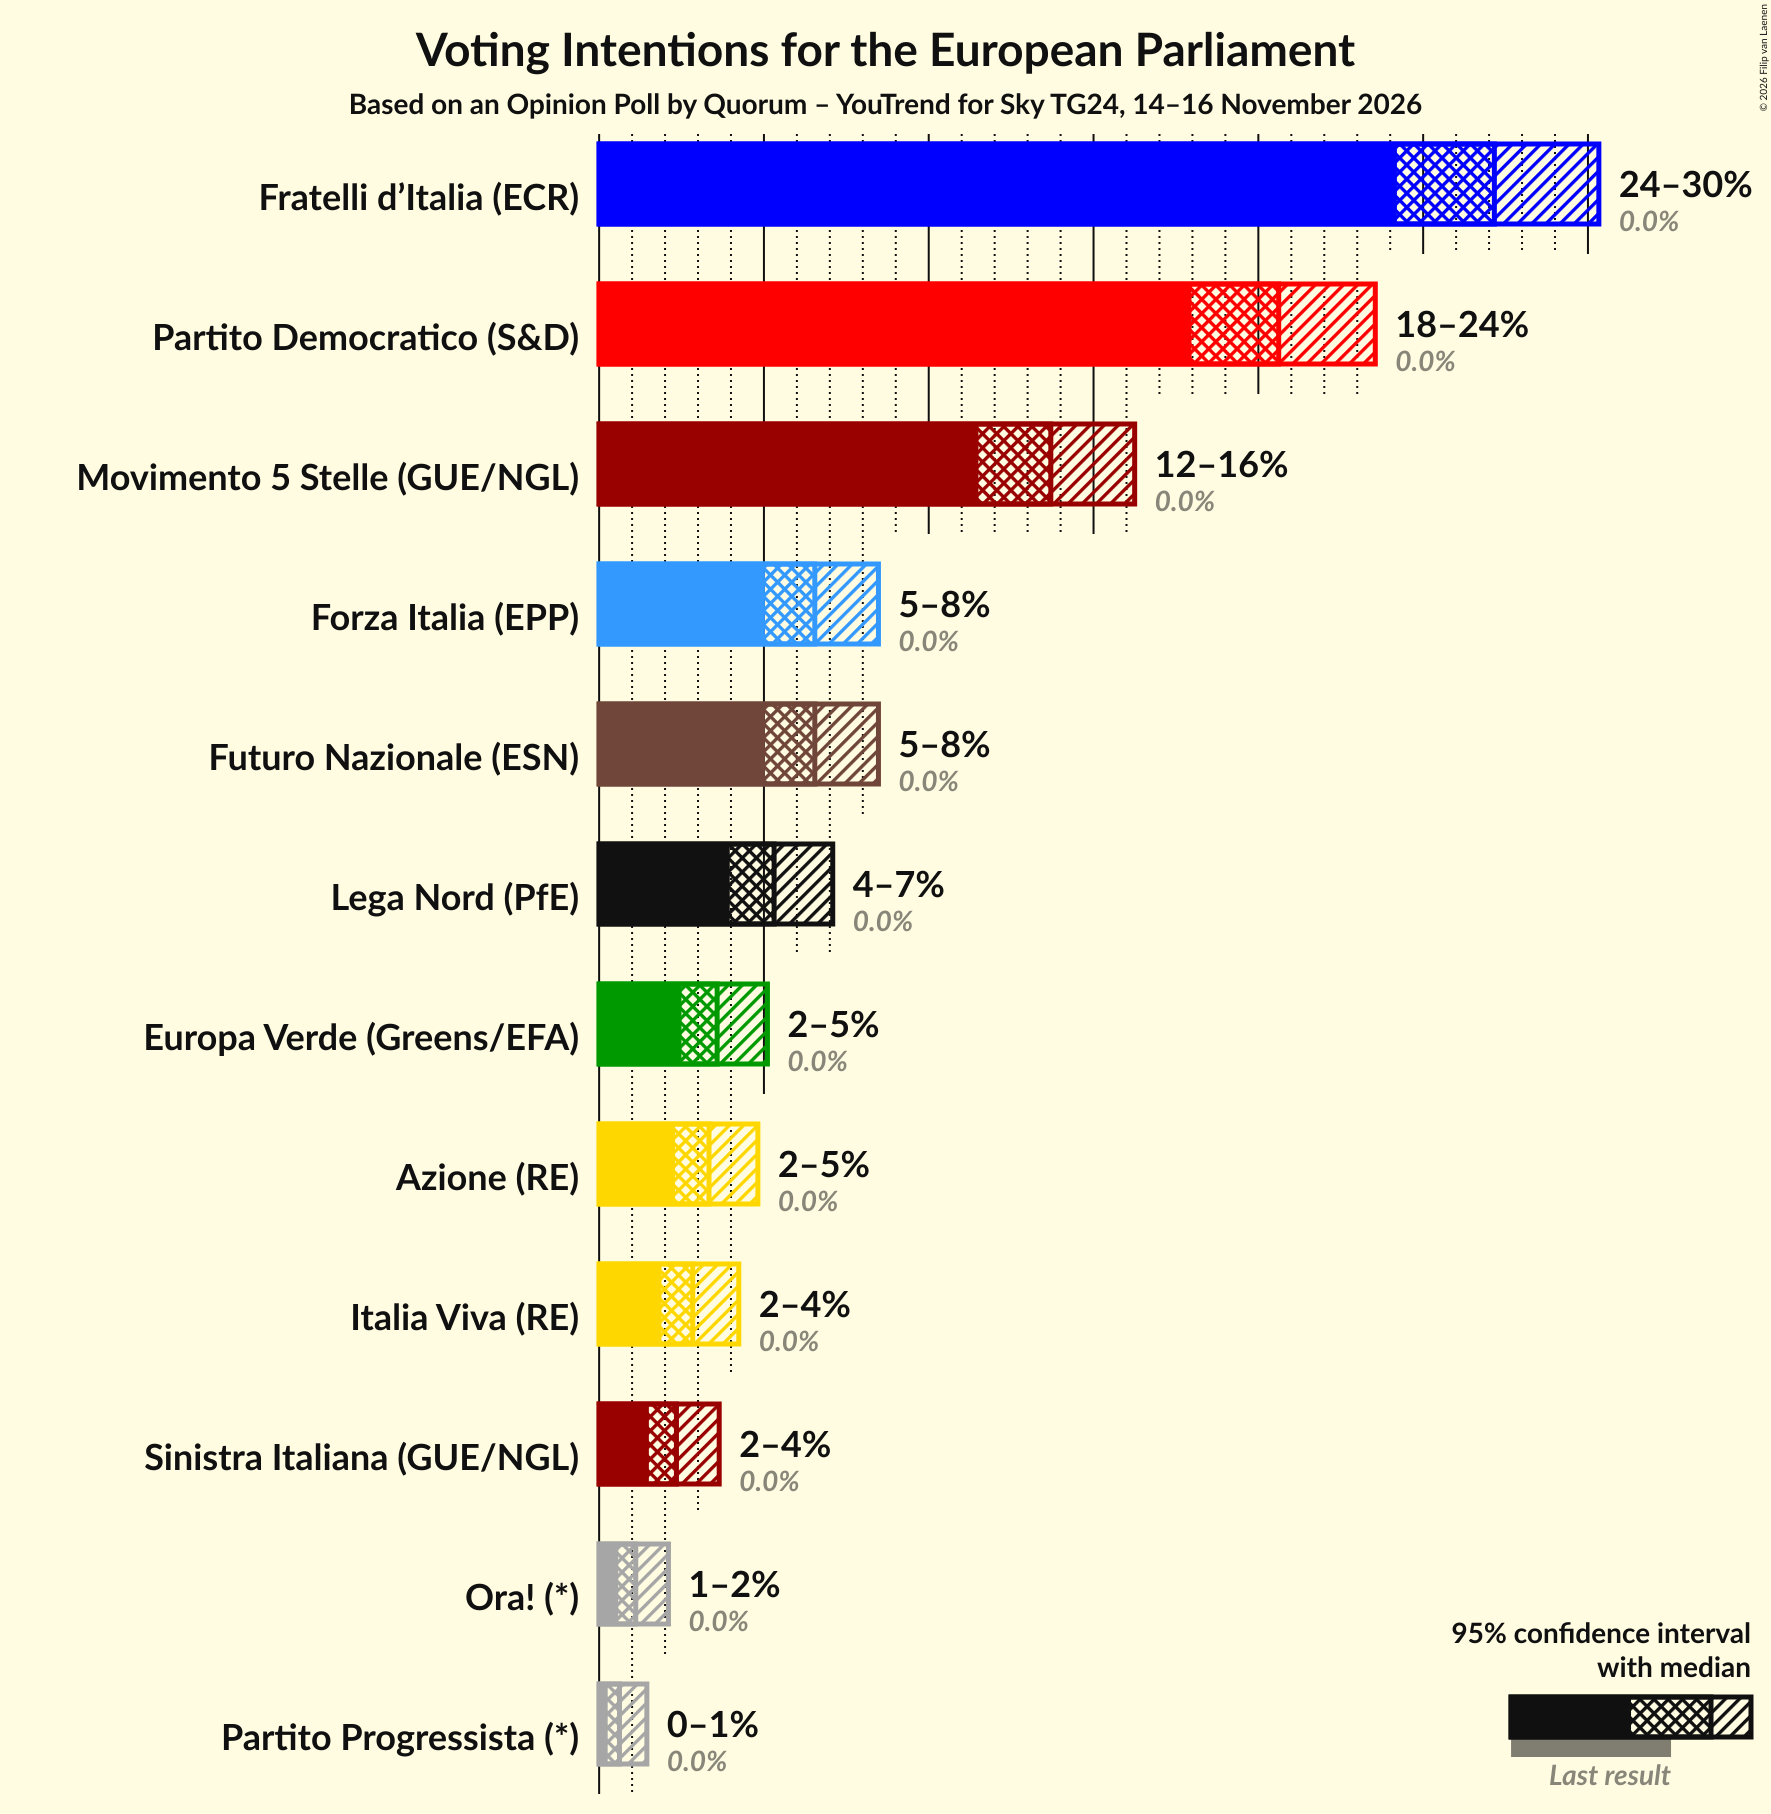 Voting Intentions for the European Parliament
Based on an Opinion Poll by Quorum – YouTrend for Sky TG24, 14–16 November 2026
© 2026 Filip van Laenen
Fratelli d’Italia (ECR)
24–30%
0.0%
Partito Democratico (S&D)
18–24%
0.0%
Movimento 5 Stelle (GUE/NGL)
12–16%
0.0%
Forza Italia (EPP)
5–8%
0.0%
Futuro Nazionale (ESN)
5–8%
0.0%
Lega Nord (PfE)
4–7%
0.0%
Europa Verde (Greens/EFA)
2–5%
0.0%
Azione (RE)
2–5%
0.0%
Italia Viva (RE)
2–4%
0.0%
Sinistra Italiana (GUE/NGL)
2–4%
0.0%
Ora! (*)
1–2%
0.0%
Partito Progressista (*)
0–1%
0.0%
95% confidence interval
with median
Last result